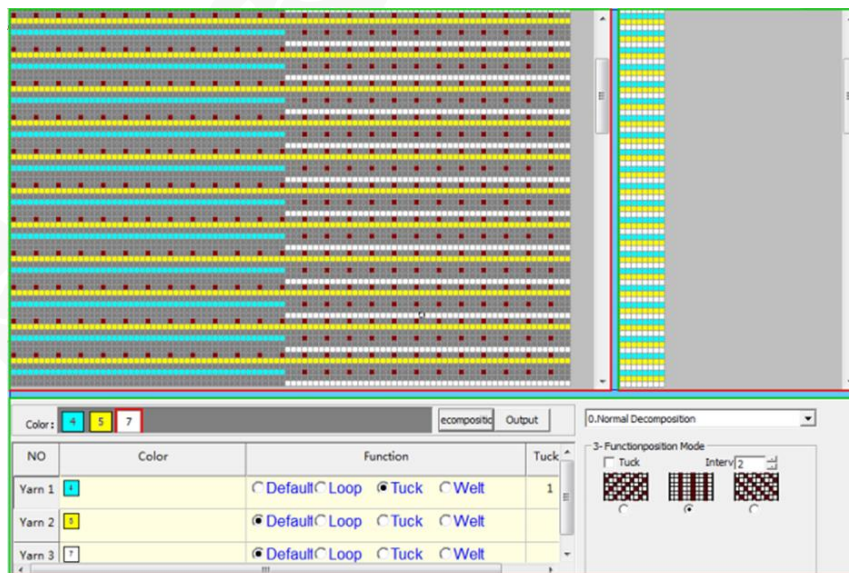 Color: 4 5 7 ecompositic Output
0.Normal Decomposition
NO Color Function Tuck
Yarn 1 4 Default Loop Tuck Welt 1
Yarn 2 5 Default Loop Tuck Welt
Yarn 3 7 Default Loop Tuck Welt
3- Functionposition Mode
Tuck Interv 2